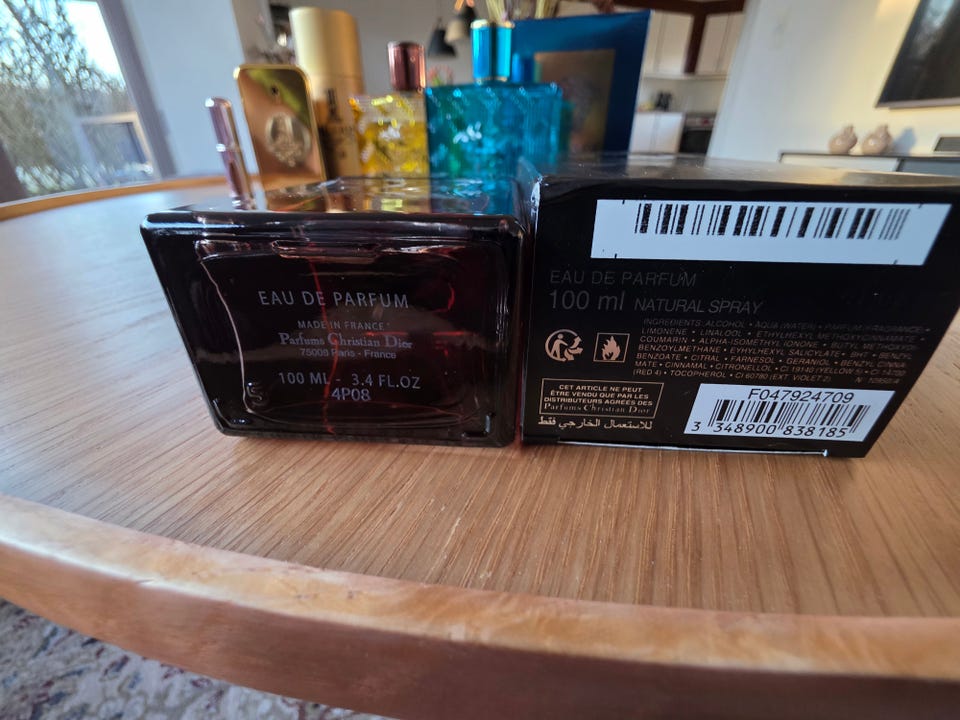 EAU DE PARFUM
MADE IN FRANCE
Parfums Christian Dior
75008 Paris - France
100 ML - 3.4 FL.OZ
4P08
EAU DE PARFUM
100 ml NATURAL SPRAY
INGREDIENTS: ALCOHOL • AQUA (WATER) • PARFUM (FRAGRANCE) •
LIMONENE • LINALOOL • ETHYLHEXYL METHOXYCINNAMATE •
COUMARIN • ALPHA-ISOMETHYL IONONE • BUTYL METHOXYDI
BENZOYLMETHANE • EYHYLHEXYL SALICYLATE • BHT • BENZYL
BENZOATE • CITRAL • FARNESOL • GERANIOL • BENZYL CINNA
MATE • CINNAMAL • CITRONELLOL • CI 19140 (YELLOW 5) • CI 14700
(RED 4) • TOCOPHEROL • CI 60730 (EXT. VIOLET 2)
CET ARTICLE NE PEUT
ÊTRE VENDU QUE PAR LES
DISTRIBUTEURS AGRÉÉS DES
Parfums Christian Dior
للاستعمال الخارجي فقط
F047924709
3 348900 838185